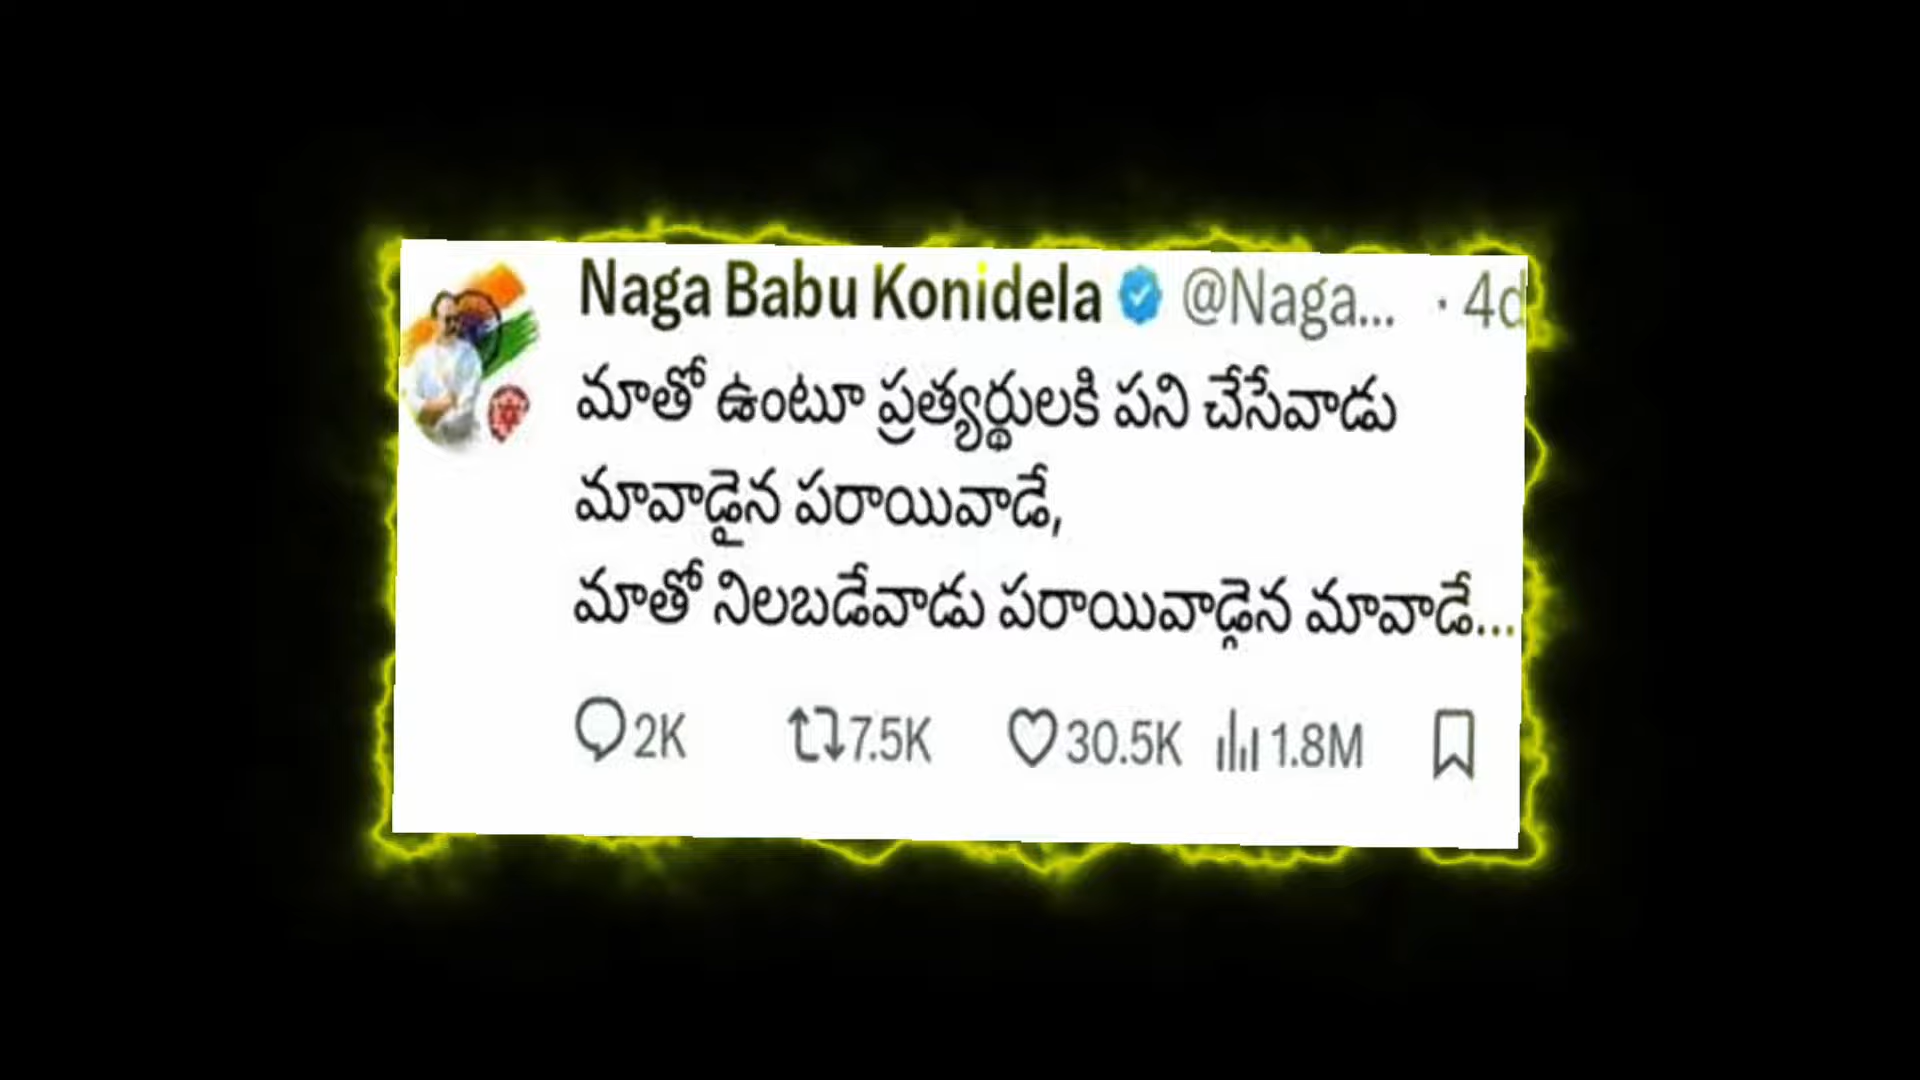 Naga Babu Konidela @Naga... · 4d
మాతో ఉంటూ ప్రత్యర్థులకి పని చేసేవాడు
మావాడైన పరాయివాడే,
మాతో నిలబడేవాడు పరాయివాడైన మావాడే...
2K 7.5K 30.5K 1.8M